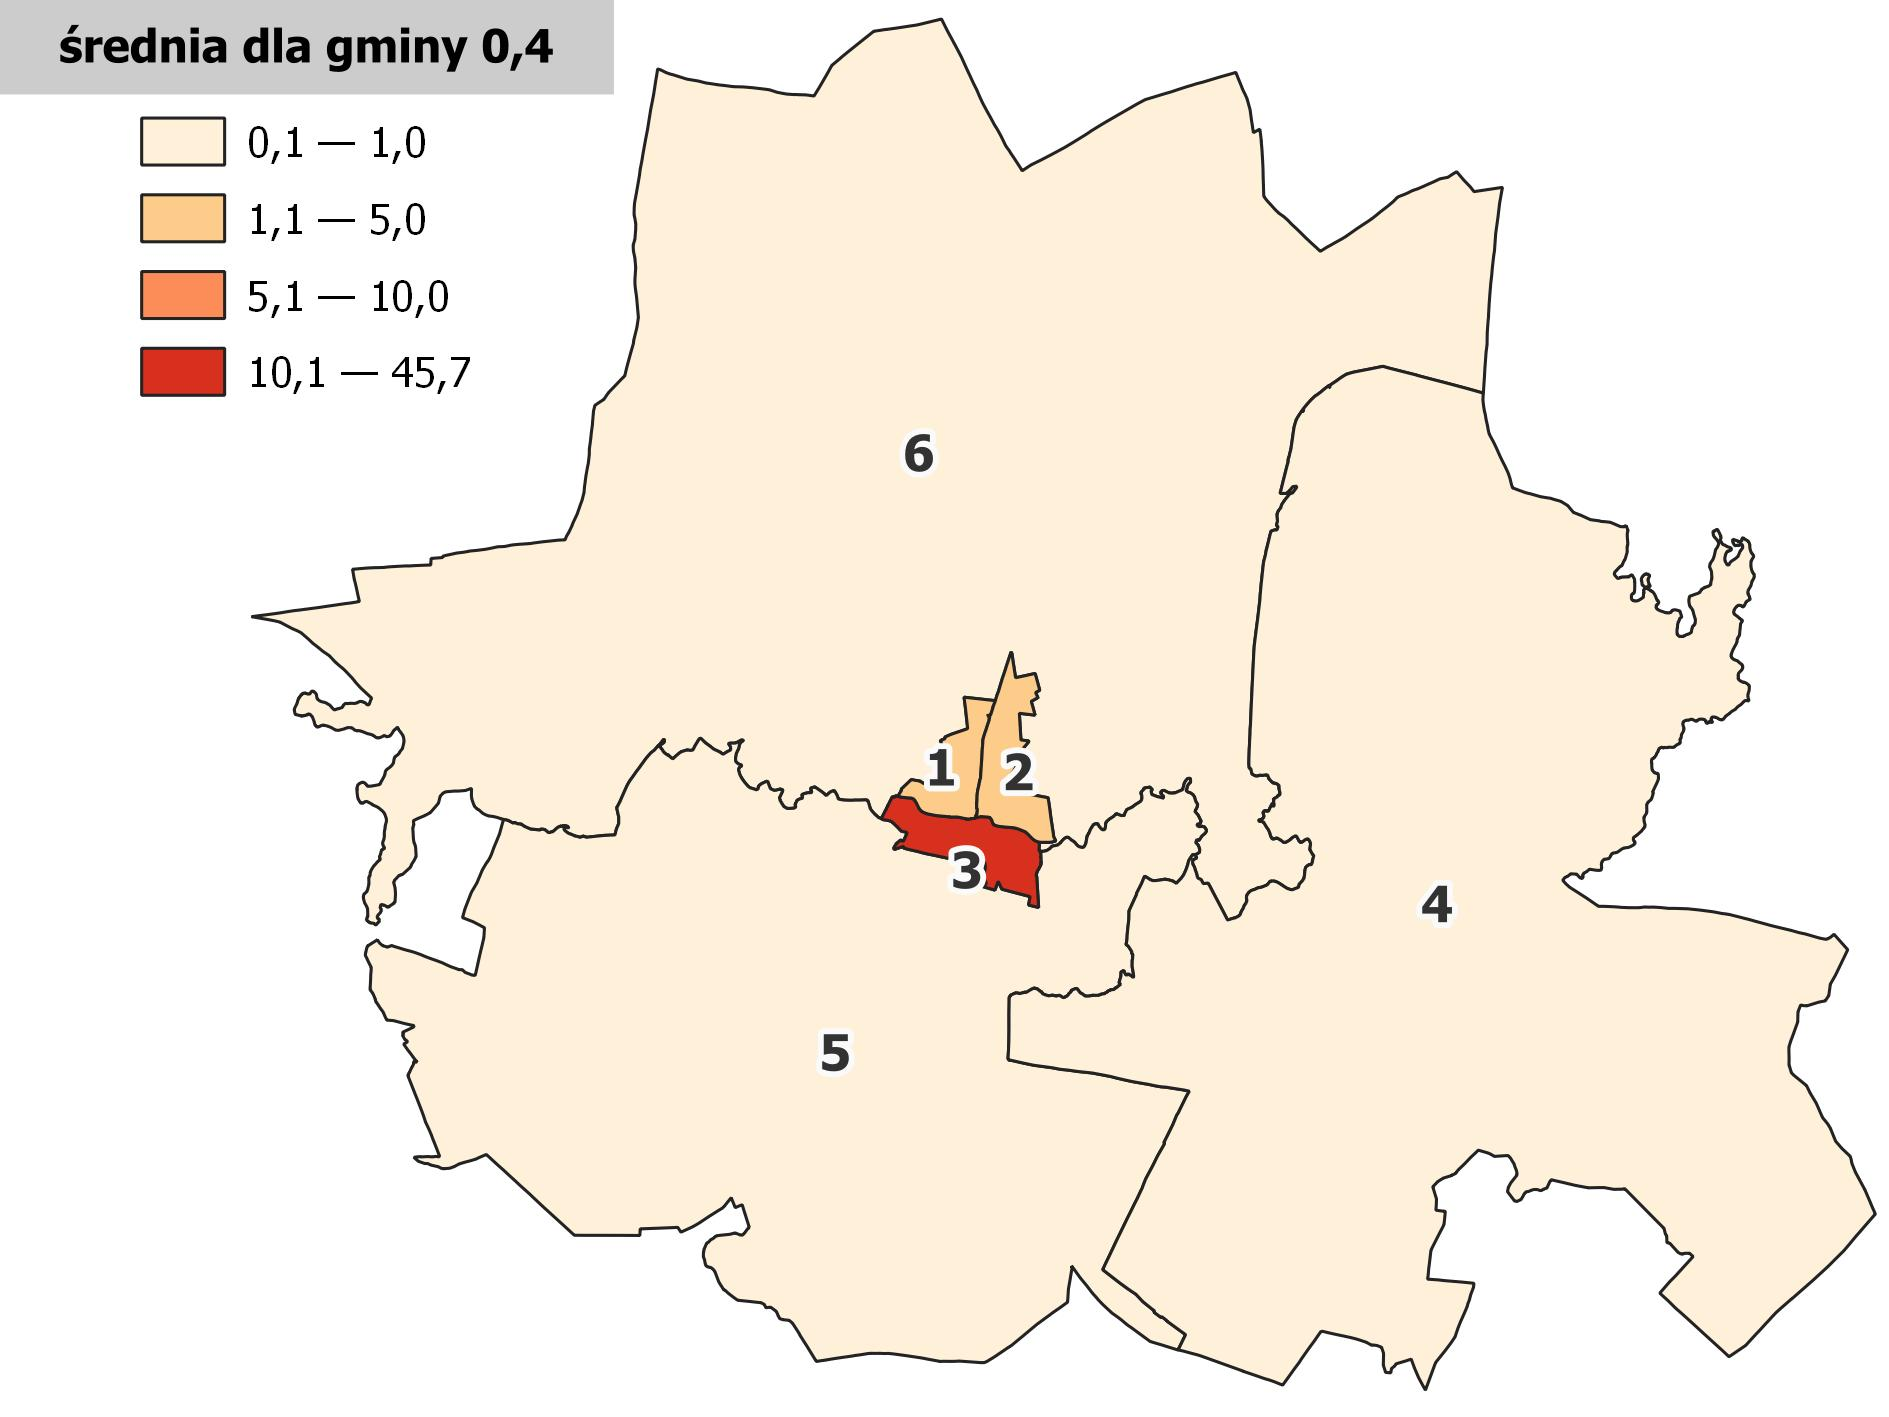 średnia dla gminy 0,4
0,1 — 1,0
1,1 — 5,0
5,1 — 10,0
10,1 — 45,7
6
1
2
3
4
5